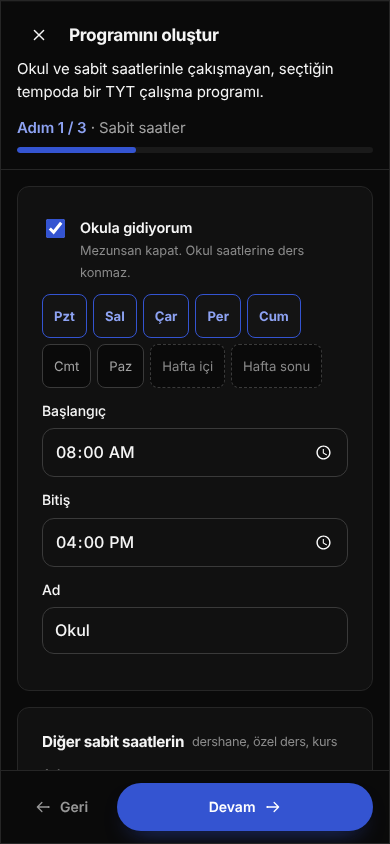 Programını oluştur
Okul ve sabit saatlerinle çakışmayan, seçtiğin
tempoda bir TYT çalışma programı.
Adım 1 / 3 · Sabit saatler
Okula gidiyorum
Mezunsan kapat. Okul saatlerine ders
konmaz.
Pzt Sal Çar Per Cum
Cmt Paz Hafta içi Hafta sonu
Başlangıç
08:00 AM
Bitiş
04:00 PM
Ad
Okul
Diğer sabit saatlerin dershane, özel ders, kurs
Geri Devam